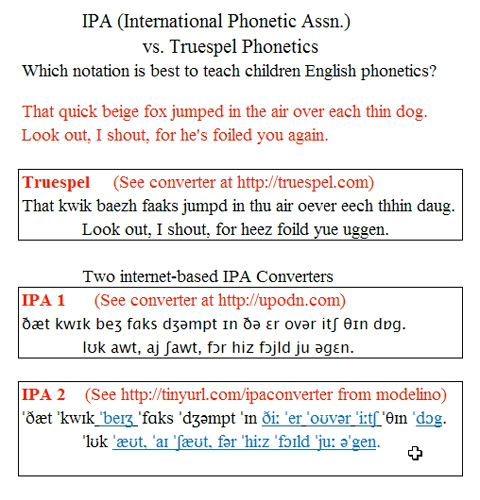 IPA (International Phonetic Assn.)
vs. Truespel Phonetics
Which notation is best to teach children English phonetics?
That quick beige fox jumped in the air over each thin dog.
Look out, I shout, for he's foiled you again.
Truespel (See converter at http://truespel.com)
That kwik baezh faaks jumpd in thu air oever eech thhin daug.
Look out, I shout, for heez foild yue uggen.
Two internet-based IPA Converters
IPA 1 (See converter at http://upodn.com)
ðæt kwɪk beʒ fɑks dʒəmpt ɪn ðə ɛr ovər itʃ θɪn dɒg.
lʊk awt, aj ʃawt, fɔr hiz fɔjld ju əgɛn.
IPA 2 (See http://tinyurl.com/ipaconverter from modelino)
ˈðæt ˈkwɪk ˈbeɪʒ ˈfɑks ˈdʒəmpt ˈɪn ði: ˈer ˈoʊvər ˈi:tʃ ˈθɪn ˈdɔg.
ˈlʊk ˈæʊt, ˈaɪ ˈʃæʊt, fər ˈhi:z ˈfɔɪld ˈju: əˈgen.